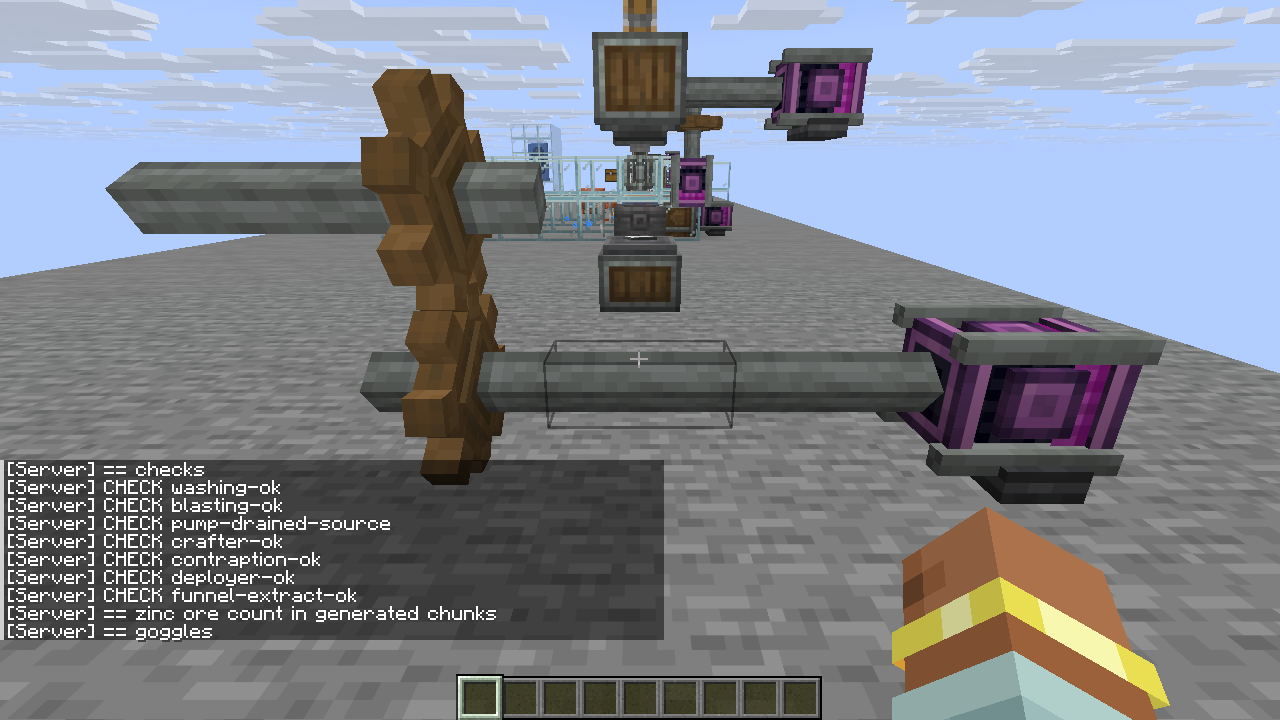 [Server] == checks
[Server] CHECK washing-ok
[Server] CHECK blasting-ok
[Server] CHECK pump-drained-source
[Server] CHECK crafter-ok
[Server] CHECK contraption-ok
[Server] CHECK deployer-ok
[Server] CHECK funnel-extract-ok
[Server] == zinc ore count in generated chunks
[Server] == goggles